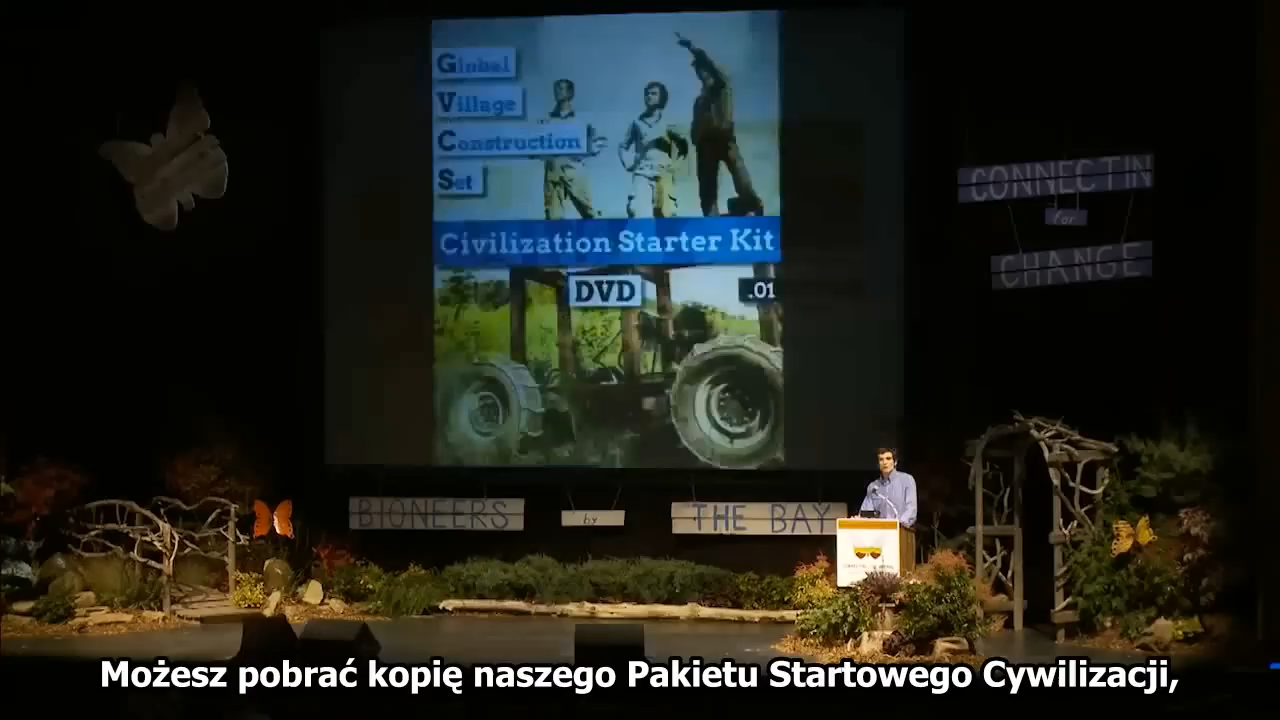 Global
Village
Construction
Set
Civilization Starter Kit
DVD
.01
CONNECTIN
for
CHANGE
BIONEERS
by
THE BAY
Możesz pobrać kopię naszego Pakietu Startowego Cywilizacji,